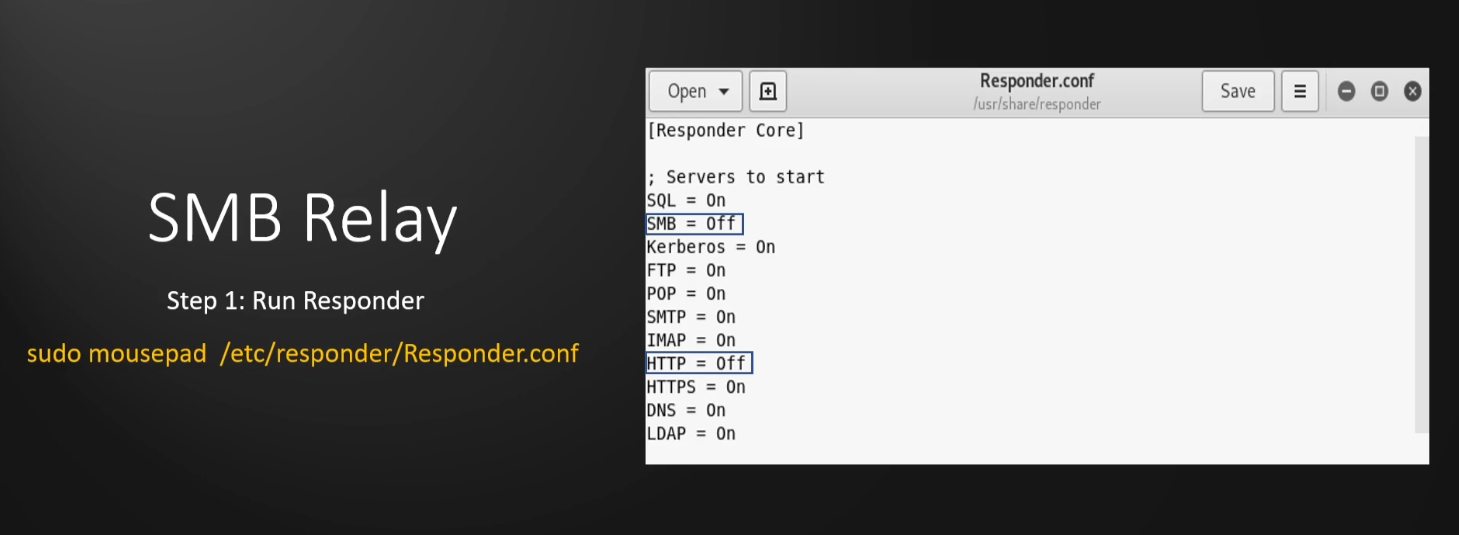 SMB Relay
Step 1: Run Responder
sudo mousepad /etc/responder/Responder.conf
Open
Responder.conf
/usr/share/responder
Save
[Responder Core]
; Servers to start
SQL = On
SMB = Off
Kerberos = On
FTP = On
POP = On
SMTP = On
IMAP = On
HTTP = Off
HTTPS = On
DNS = On
LDAP = On